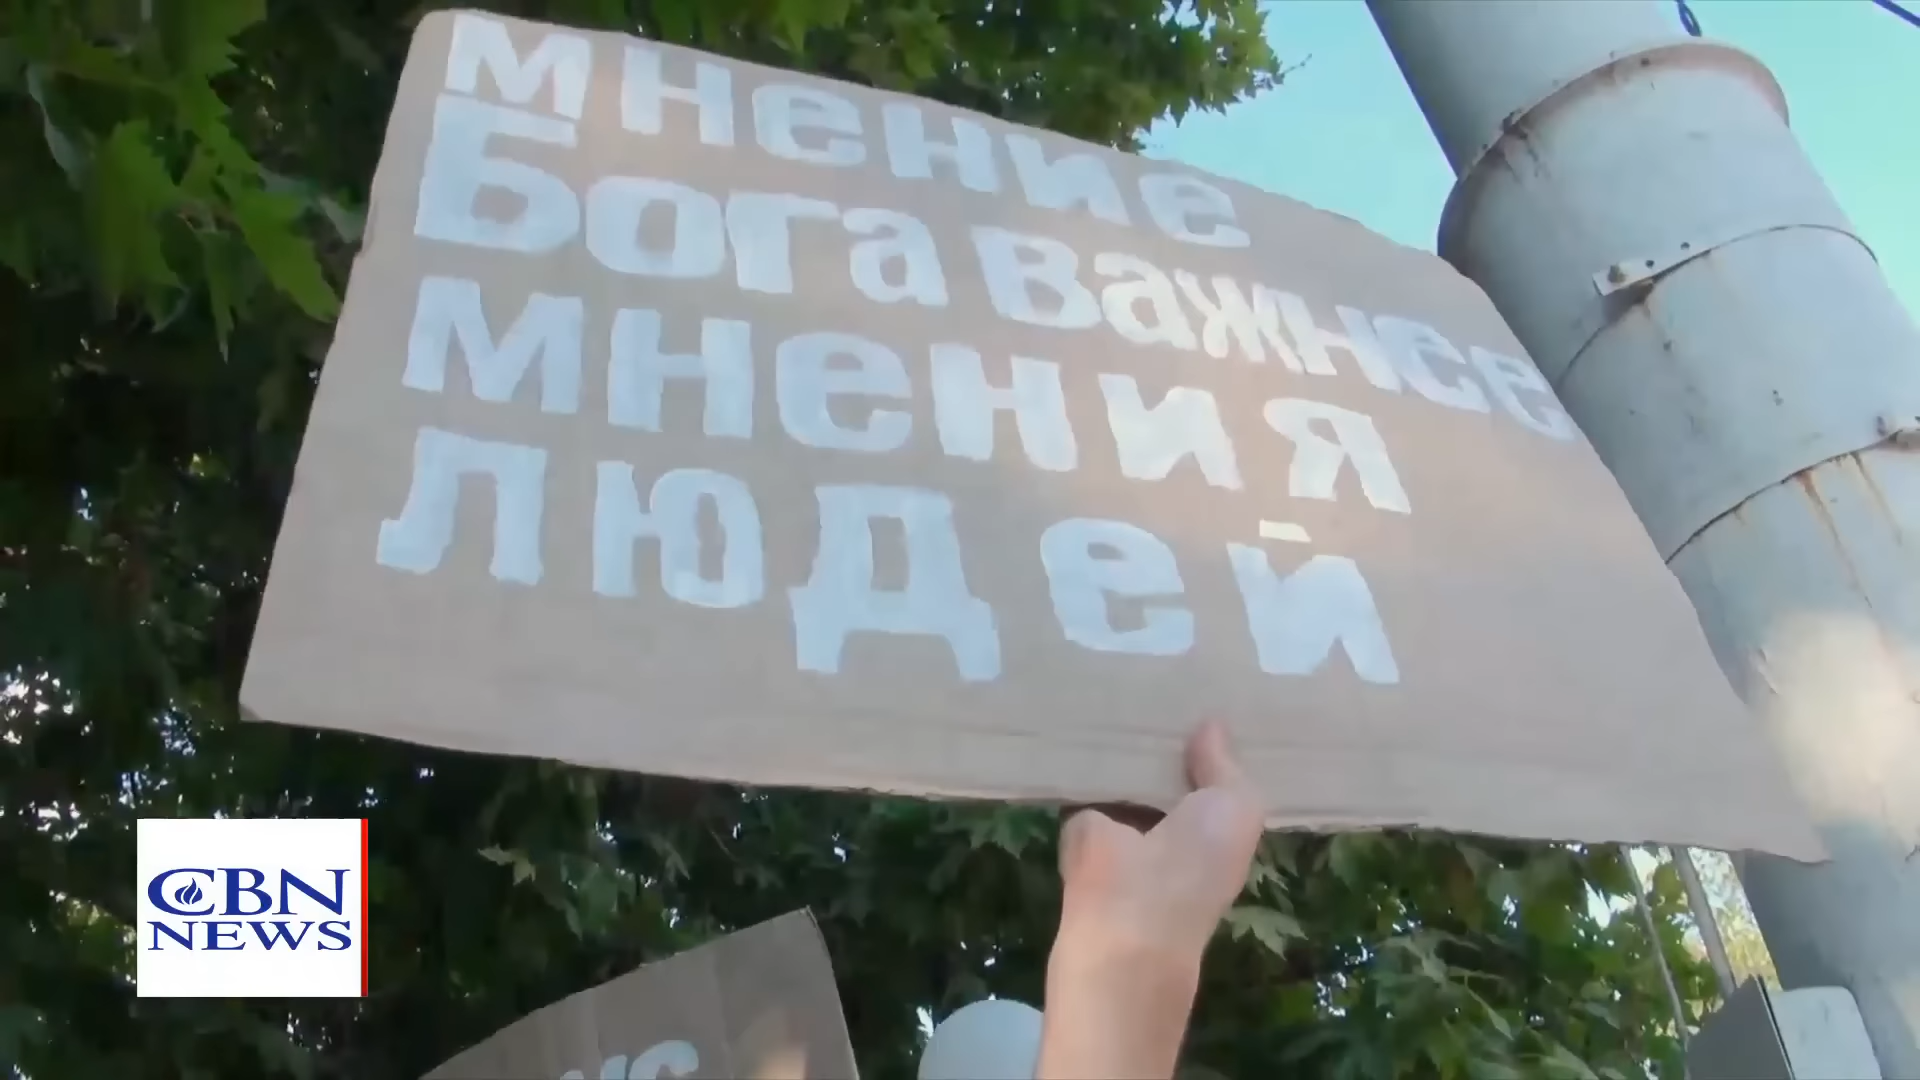 мнение
Бога важнее
мнения
людей
CBN
NEWS